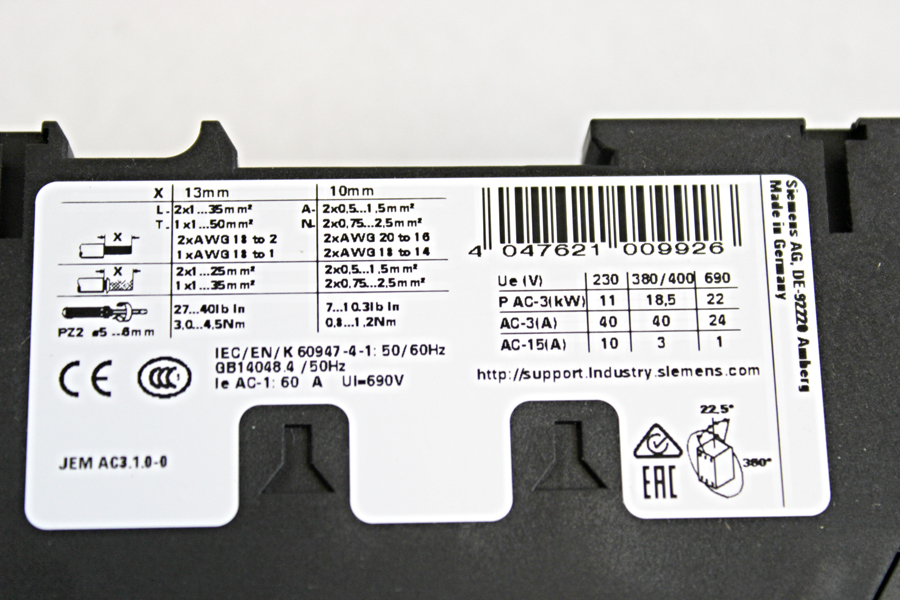 X 13mm 10mm
L- 2x1...35mm² A- 2x0,5...1,5mm²
T- 1x1...50mm² N- 2x0,75...2,5mm²
X 2xAWG 18 to 2 2xAWG 20 to 16
1xAWG 18 to 1 2xAWG 18 to 14
X 2x1...25mm² 2x0,5...1,5mm²
1x1...35mm² 2x0,75...2,5mm²
27...40lb in 7...10.3lb in
PZ2 ø5...6mm 3,0...4,5Nm 0,8...1,2Nm
CE CCC
IEC/EN/K 60947-4-1: 50/60Hz
GB14048.4 /50Hz
Ie AC-1: 60 A Ui=690V
JEM AC3.1.0-0
4 047621 009926
Ue (V) 230 380/400 690
P AC-3(kW) 11 18,5 22
AC-3(A) 40 40 24
AC-15(A) 10 3 1
http://support.industry.siemens.com
22.5°
360°
EAC
Siemens AG, DE-92220 Amberg
Made in Germany